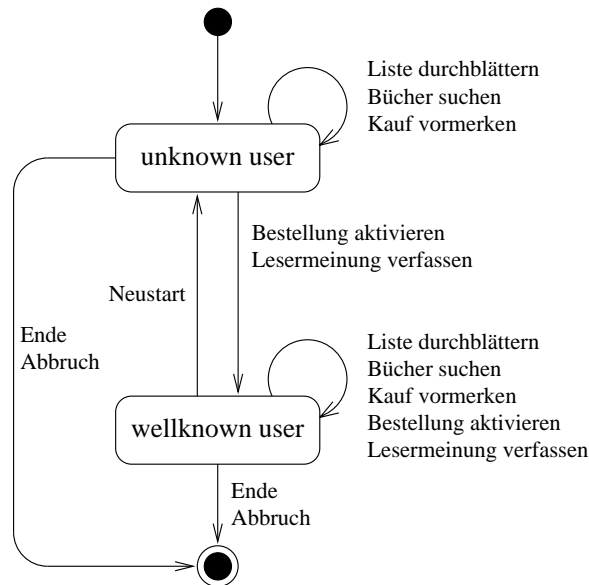 Liste durchblättern
Bücher suchen
Kauf vormerken
unknown user
Bestellung aktivieren
Lesermeinung verfassen
Neustart
Ende
Abbruch
Liste durchblättern
Bücher suchen
Kauf vormerken
Bestellung aktivieren
Lesermeinung verfassen
wellknown user
Ende
Abbruch